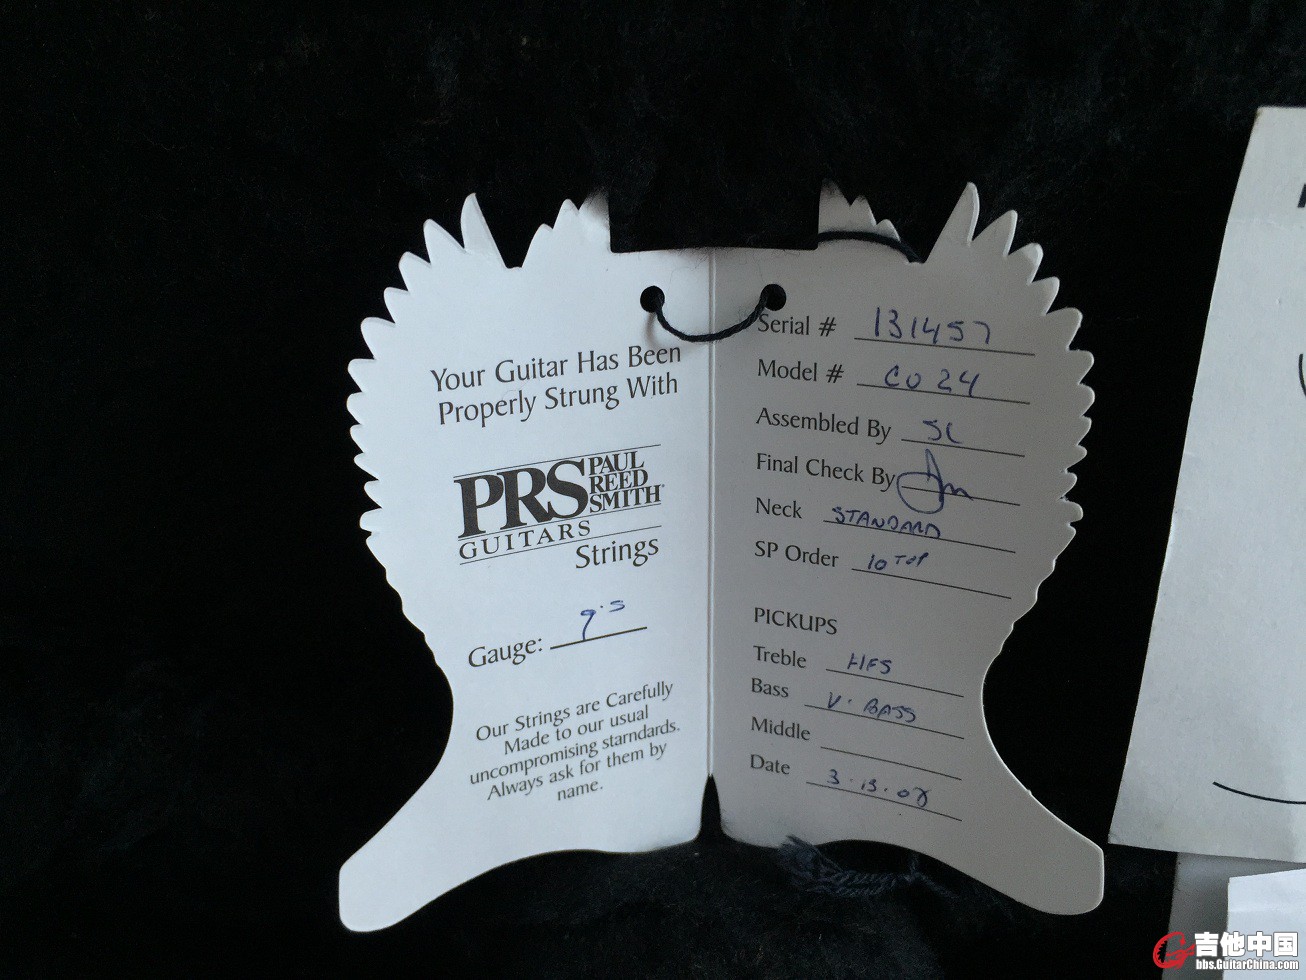 Your Guitar Has Been
Properly Strung With
PRS PAUL
REED
SMITH
GUITARS
Strings
Gauge: 9's
Our Strings are Carefully
Made to our usual
uncompromising starndards.
Always ask for them by
name.
Serial # 131457
Model # CU 24
Assembled By SC
Final Check By
Neck STANDARD
SP Order 10 TOP
PICKUPS
Treble HFS
Bass V. BASS
Middle
Date 3.13.08
吉他中国
bbs.GuitarChina.com